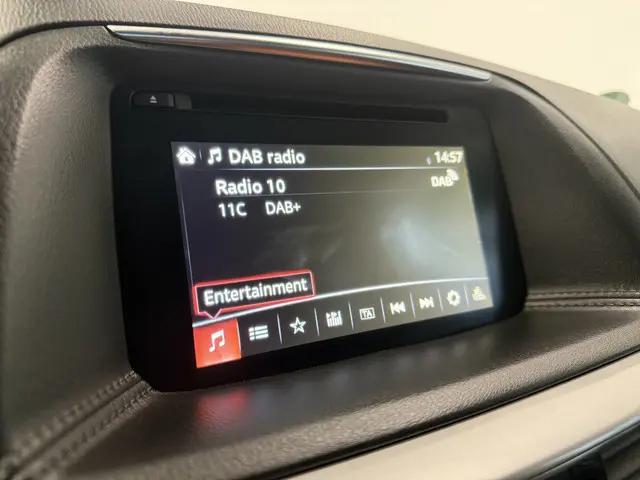 DAB radio 14:57
Radio 10 DAB
11C DAB+
Entertainment
TA